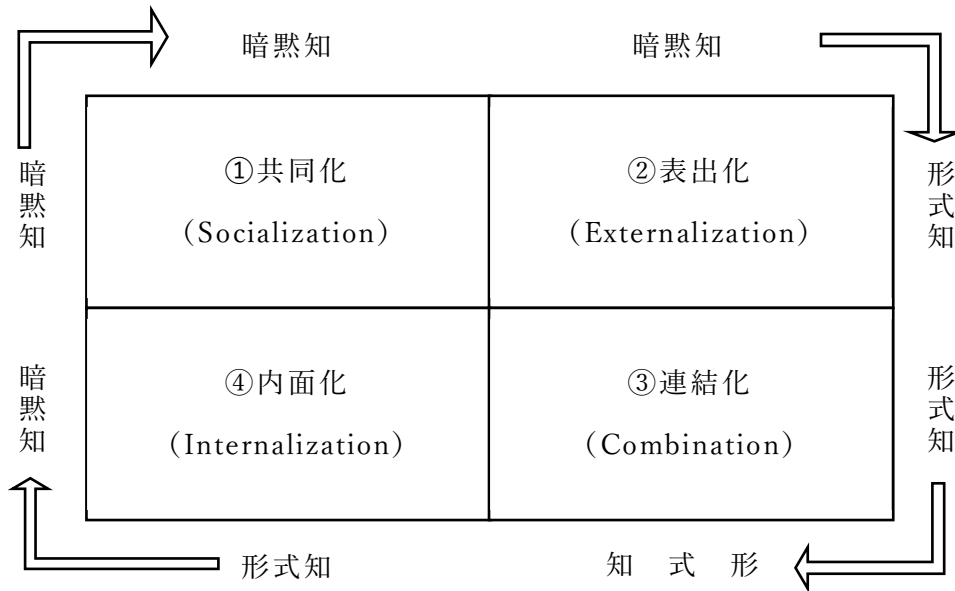 暗黙知
暗黙知
暗黙知
①共同化
(Socialization)
②表出化
(Externalization)
形式知
暗黙知
④内面化
(Internalization)
③連結化
(Combination)
形式知
形式知
知 式 形